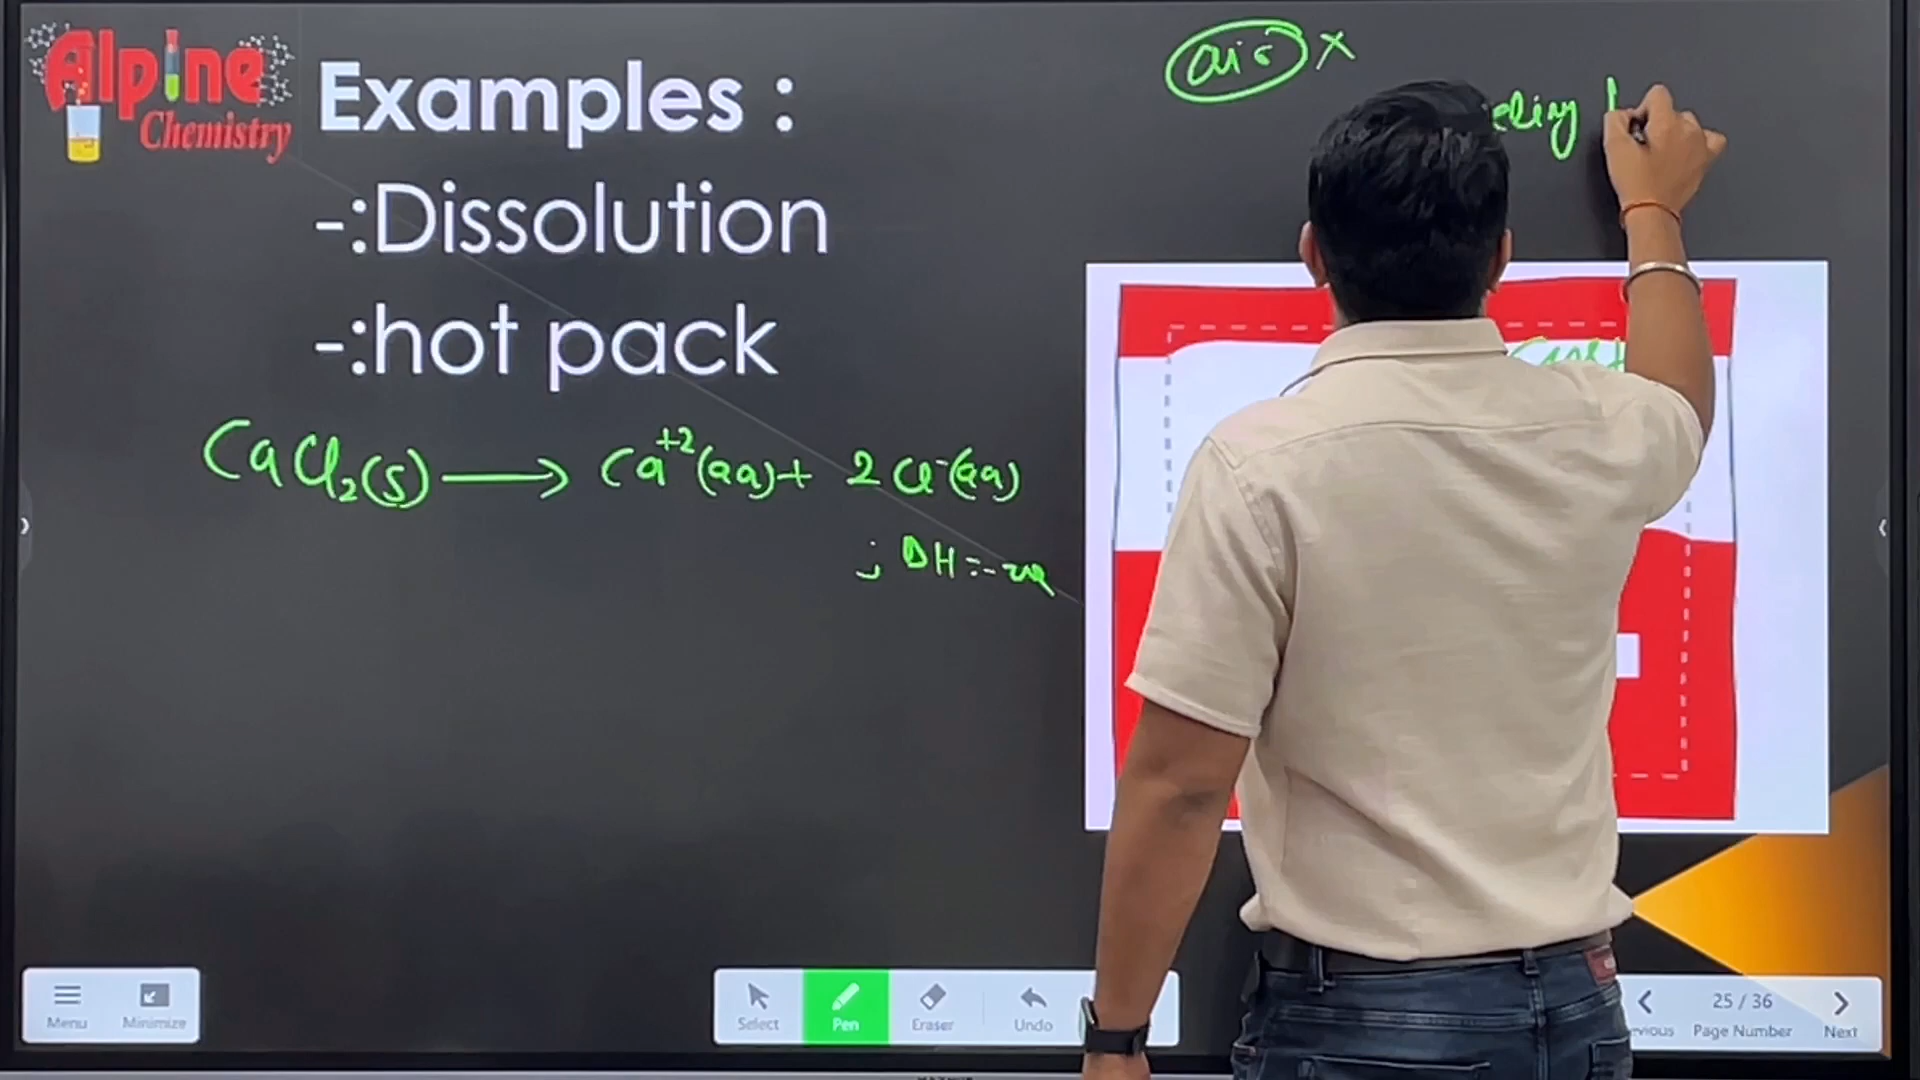 Alpine
Chemistry
Examples :
-:Dissolution
-:hot pack
air ×
CaCl₂(s) ⟶ Ca⁺²(aq) + 2Cl⁻(aq)
; ΔH = -ve
Menu
Minimize
Select
Pen
Eraser
Undo
25 / 36
Page Number
Next